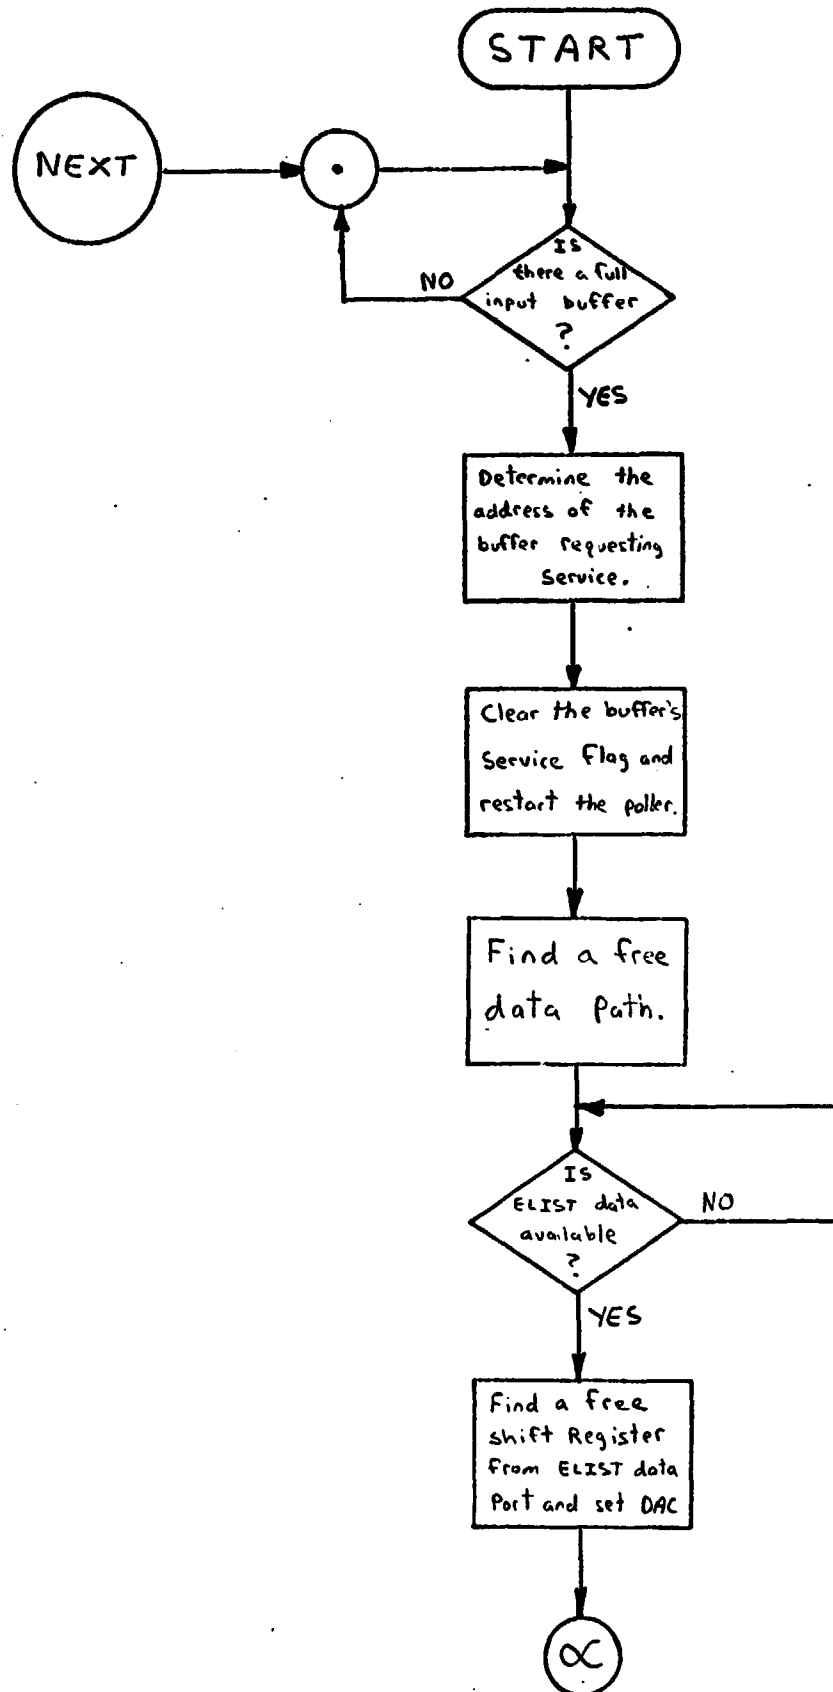 START
NEXT
Is
there a full
input buffer
?
NO
YES
Determine the
address of the
buffer requesting
Service.
Clear the buffer's
Service Flag and
restart the poller.
Find a free
data Path.
Is
ELIST data
available
?
NO
YES
Find a free
shift Register
from ELIST data
Port and set DAC
∝